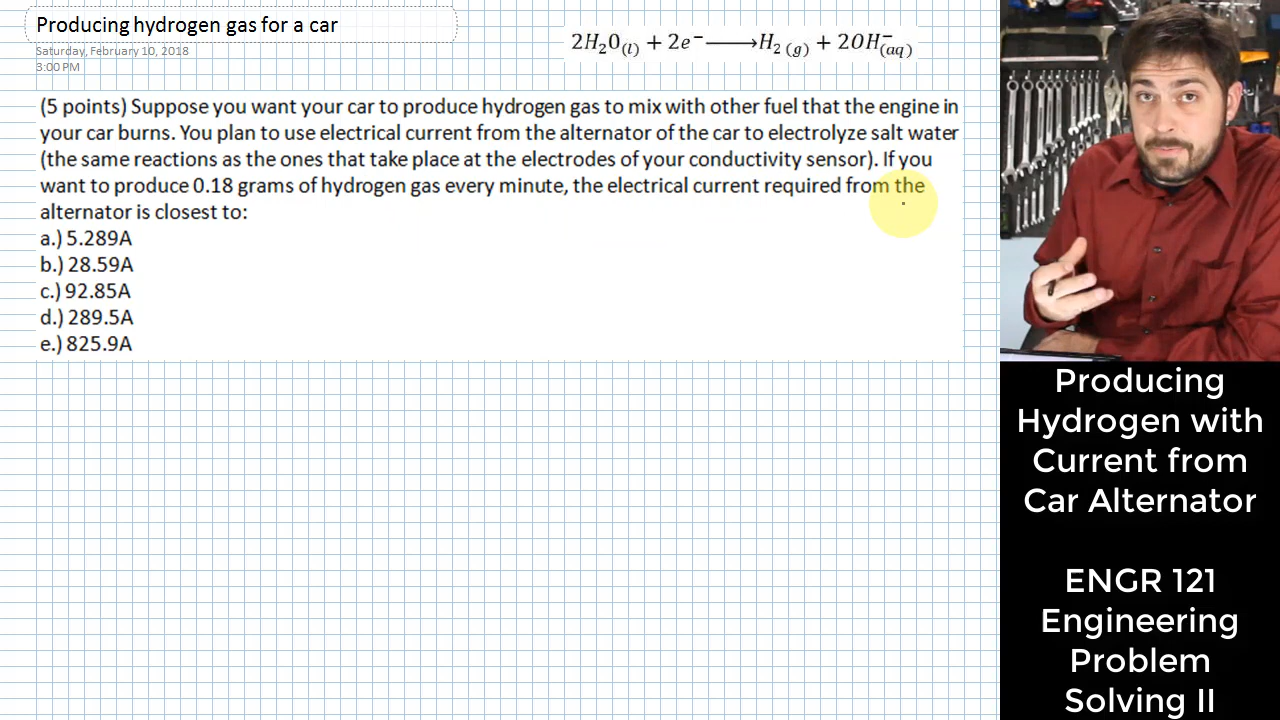 Producing hydrogen gas for a car
Saturday, February 10, 2018
3:00 PM
2H₂0₍l₎ + 2e⁻ ⟶ H₂ ₍g₎ + 2OH⁻₍aq₎
(5 points) Suppose you want your car to produce hydrogen gas to mix with other fuel that the engine in
your car burns. You plan to use electrical current from the alternator of the car to electrolyze salt water
(the same reactions as the ones that take place at the electrodes of your conductivity sensor). If you
want to produce 0.18 grams of hydrogen gas every minute, the electrical current required from the
alternator is closest to:
a.) 5.289A
b.) 28.59A
c.) 92.85A
d.) 289.5A
e.) 825.9A
Producing
Hydrogen with
Current from
Car Alternator
ENGR 121
Engineering
Problem
Solving II